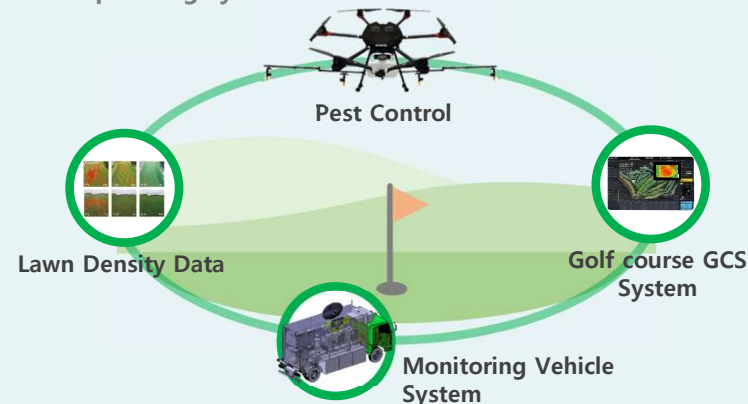 Pest Control
Lawn Density Data
Golf course GCS
System
Monitoring Vehicle
System